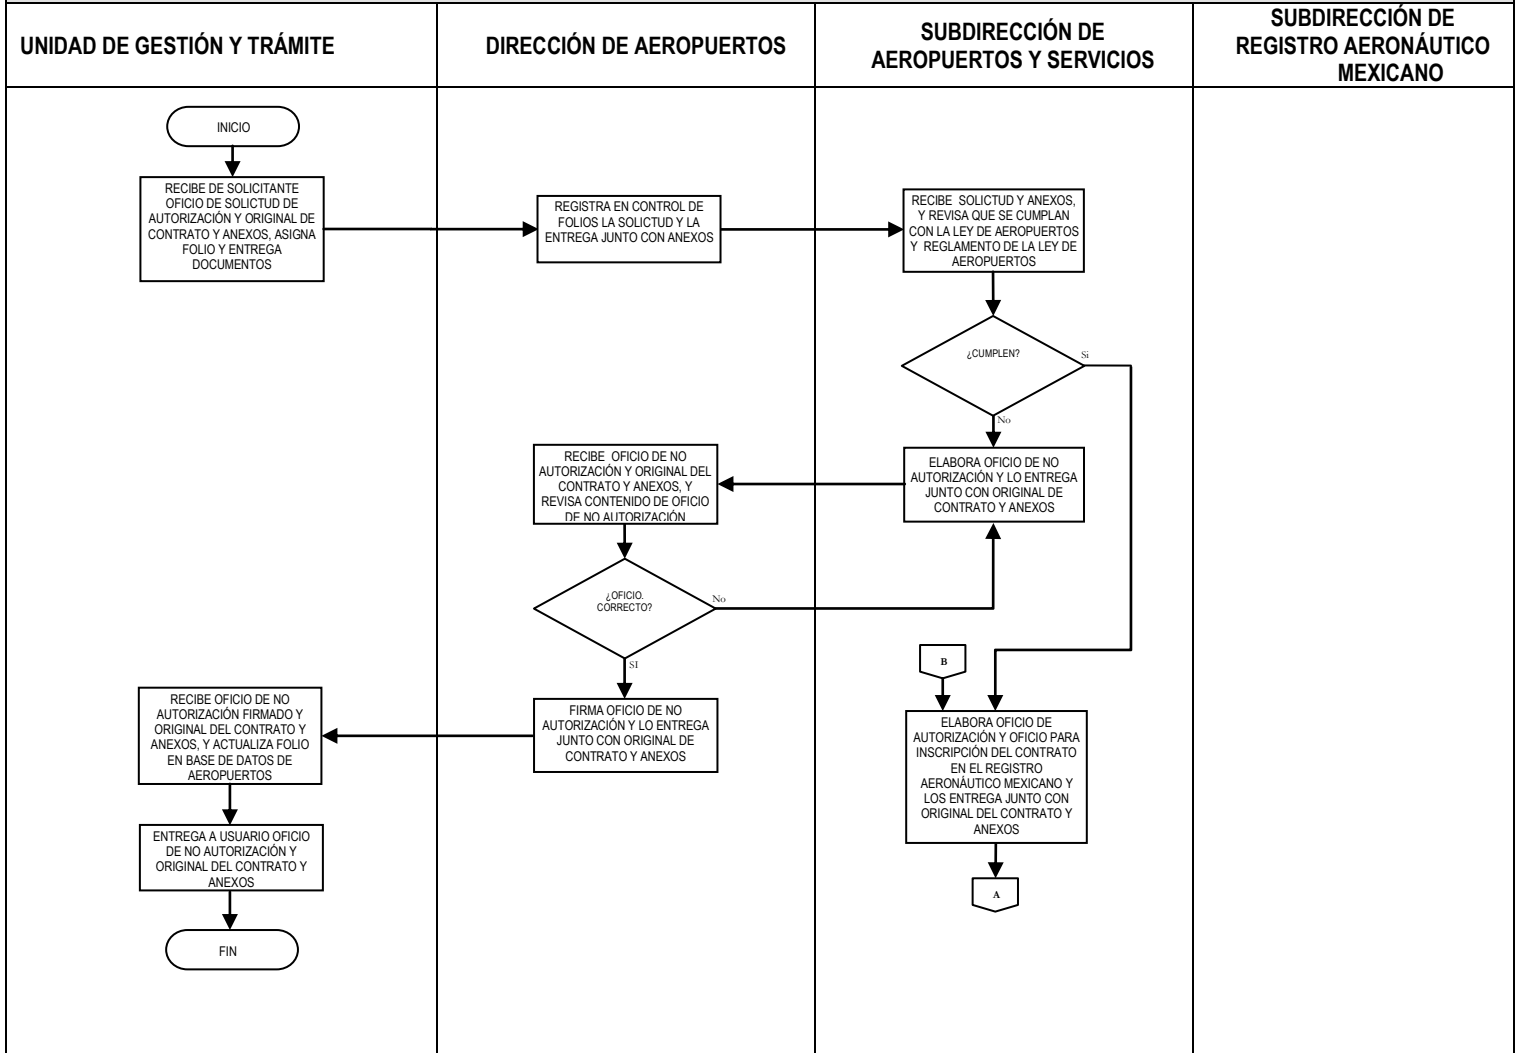 UNIDAD DE GESTIÓN Y TRÁMITE
DIRECCIÓN DE AEROPUERTOS
SUBDIRECCIÓN DE
AEROPUERTOS Y SERVICIOS
SUBDIRECCIÓN DE
REGISTRO AERONÁUTICO
MEXICANO
INICIO
RECIBE DE SOLICITANTE
OFICIO DE SOLICTUD DE
AUTORIZACIÓN Y ORIGINAL DE
CONTRATO Y ANEXOS, ASIGNA
FOLIO Y ENTREGA
DOCUMENTOS
REGISTRA EN CONTROL DE
FOLIOS LA SOLICTUD Y LA
ENTREGA JUNTO CON ANEXOS
RECIBE SOLICTUD Y ANEXOS,
Y REVISA QUE SE CUMPLAN
CON LA LEY DE AEROPUERTOS
Y REGLAMENTO DE LA LEY DE
AEROPUERTOS
¿CUMPLEN?
Si
No
ELABORA OFICIO DE NO
AUTORIZACIÓN Y LO ENTREGA
JUNTO CON ORIGINAL DE
CONTRATO Y ANEXOS
RECIBE OFICIO DE NO
AUTORIZACIÓN Y ORIGINAL DEL
CONTRATO Y ANEXOS, Y
REVISA CONTENIDO DE OFICIO
DE NO AUTORIZACIÓN
¿OFICIO.
CORRECTO?
No
SI
FIRMA OFICIO DE NO
AUTORIZACIÓN Y LO ENTREGA
JUNTO CON ORIGINAL DE
CONTRATO Y ANEXOS
RECIBE OFICIO DE NO
AUTORIZACIÓN FIRMADO Y
ORIGINAL DEL CONTRATO Y
ANEXOS, Y ACTUALIZA FOLIO
EN BASE DE DATOS DE
AEROPUERTOS
ENTREGA A USUARIO OFICIO
DE NO AUTORIZACIÓN Y
ORIGINAL DEL CONTRATO Y
ANEXOS
FIN
B
ELABORA OFICIO DE
AUTORIZACIÓN Y OFICIO PARA
INSCRIPCIÓN DEL CONTRATO
EN EL REGISTRO
AERONÁUTICO MEXICANO Y
LOS ENTREGA JUNTO CON
ORIGINAL DEL CONTRATO Y
ANEXOS
A